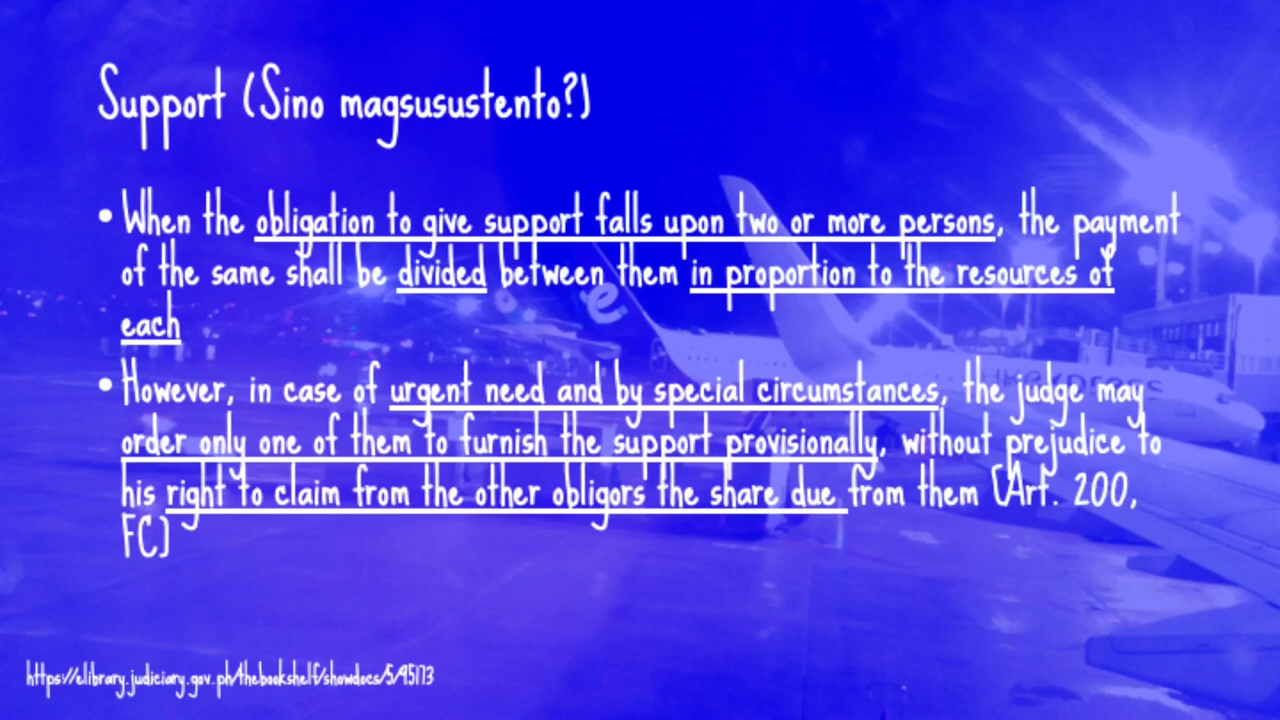 Support (Sino magsusustento?)
• When the obligation to give support falls upon two or more persons, the payment
of the same shall be divided between them in proportion to the resources of
each
• However, in case of urgent need and by special circumstances, the judge may
order only one of them to furnish the support provisionally, without prejudice to
his right to claim from the other obligors the share due from them (Art. 200,
FC)
https://elibrary.judiciary.gov.ph/thebookshelf/showdocs/5/95173